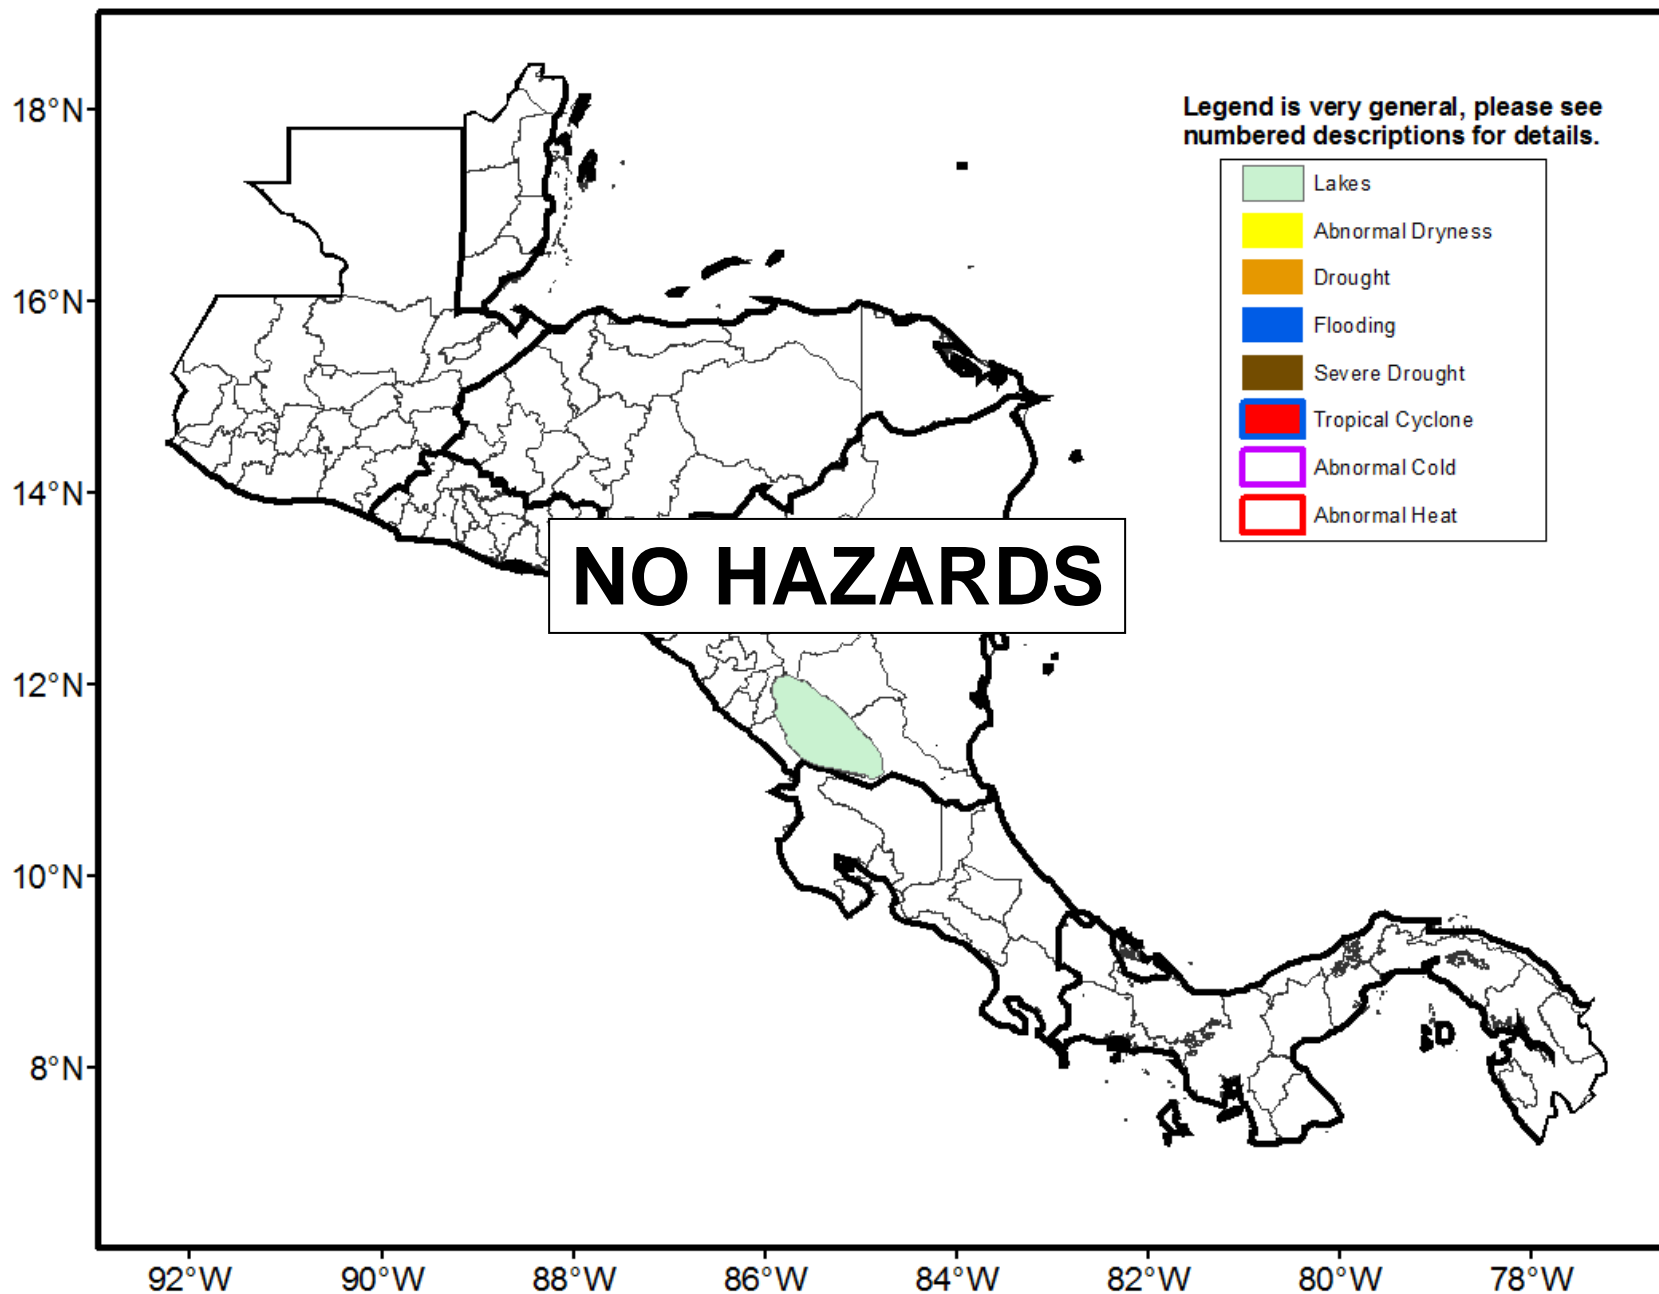 Legend is very general, please see
numbered descriptions for details.
Lakes
Abnormal Dryness
Drought
Flooding
Severe Drought
Tropical Cyclone
Abnormal Cold
Abnormal Heat
NO HAZARDS
18°N
16°N
14°N
12°N
10°N
8°N
92°W 90°W 88°W 86°W 84°W 82°W 80°W 78°W